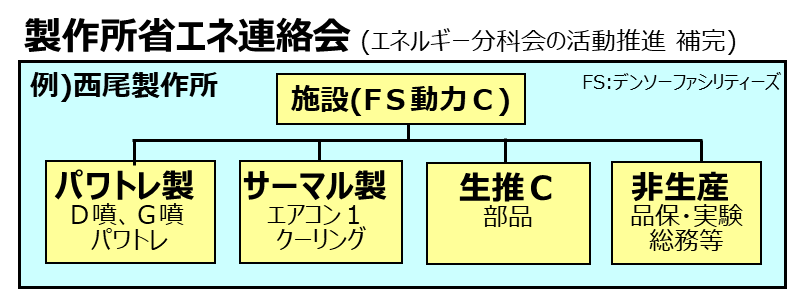 製作所省エネ連絡会 (エネルギー分科会の活動推進 補完)
例)西尾製作所
FS:デンソーファシリティーズ
施設(FS動力C)
パワトレ製
D噴、G噴
パワトレ
サーマル製
エアコン1
クーリング
生推C
部品
非生産
品保・実験
総務等